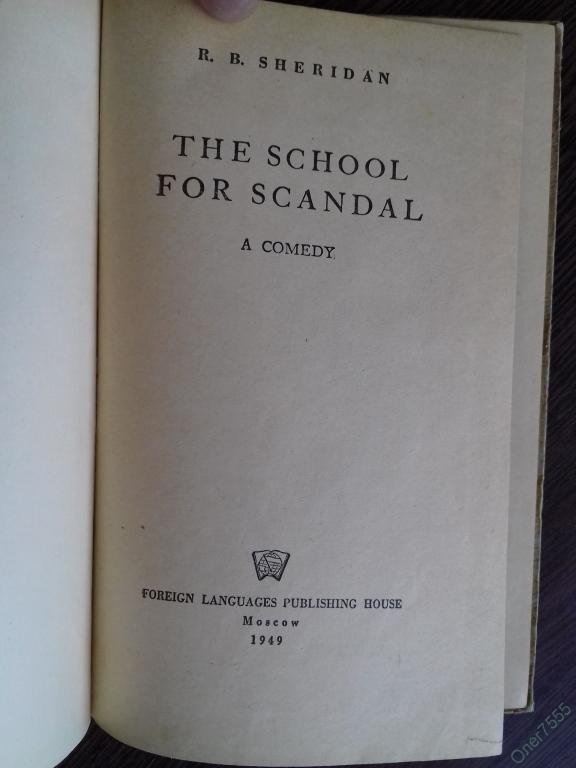 R. B. SHERIDAN
THE SCHOOL
FOR SCANDAL
A COMEDY
FOREIGN LANGUAGES PUBLISHING HOUSE
Moscow
1949
Oner7555